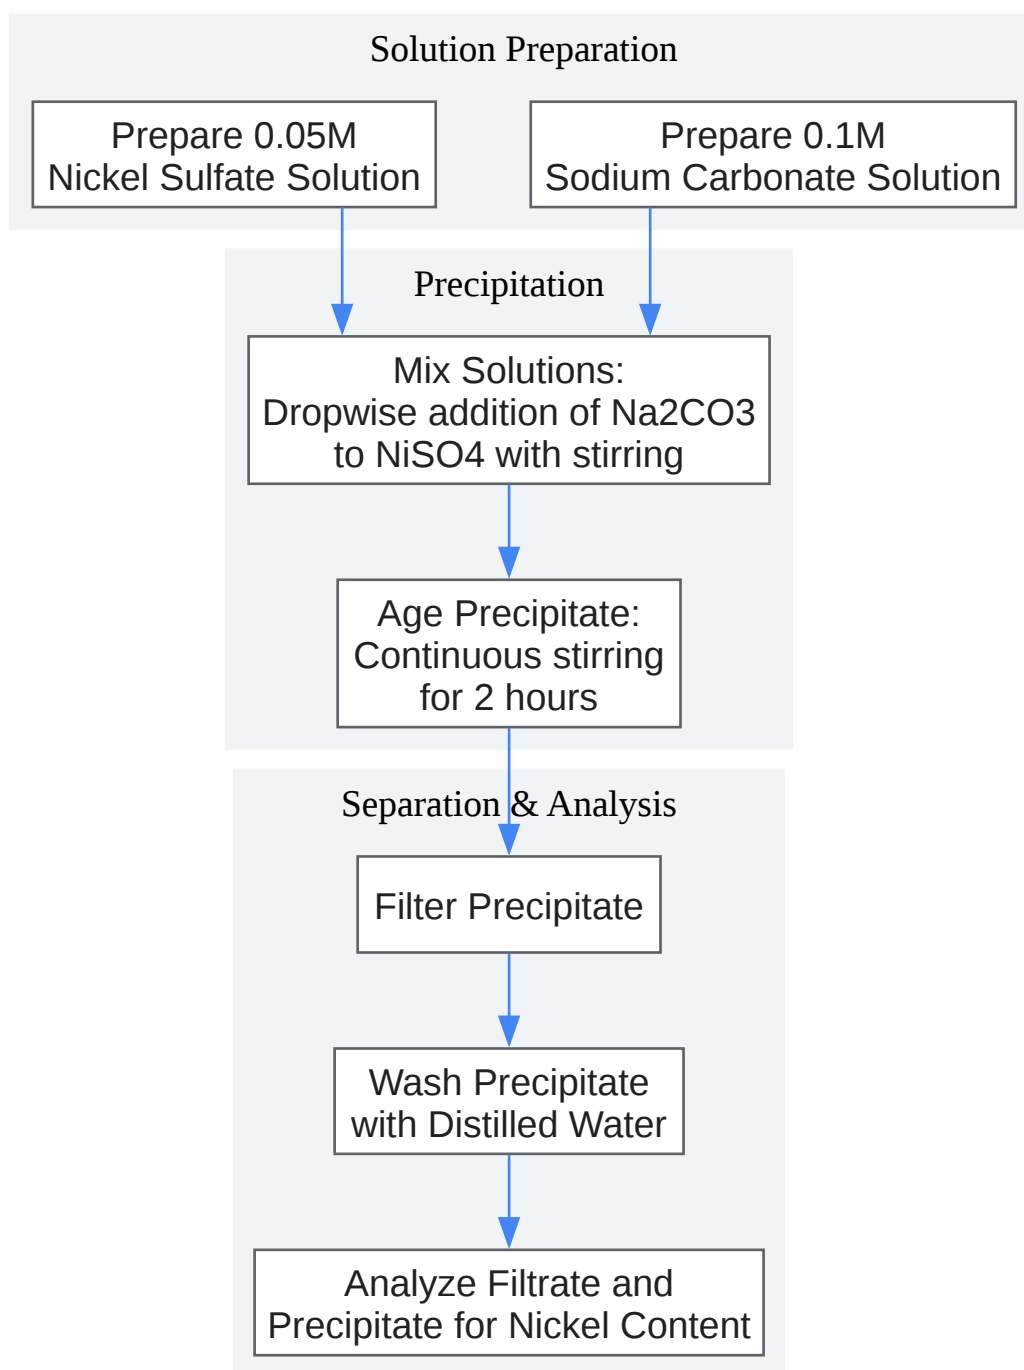 Solution Preparation
Prepare 0.05M
Nickel Sulfate Solution
Prepare 0.1M
Sodium Carbonate Solution
Precipitation
Mix Solutions:
Dropwise addition of Na2CO3
to NiSO4 with stirring
Age Precipitate:
Continuous stirring
for 2 hours
Separation & Analysis
Filter Precipitate
Wash Precipitate
with Distilled Water
Analyze Filtrate and
Precipitate for Nickel Content